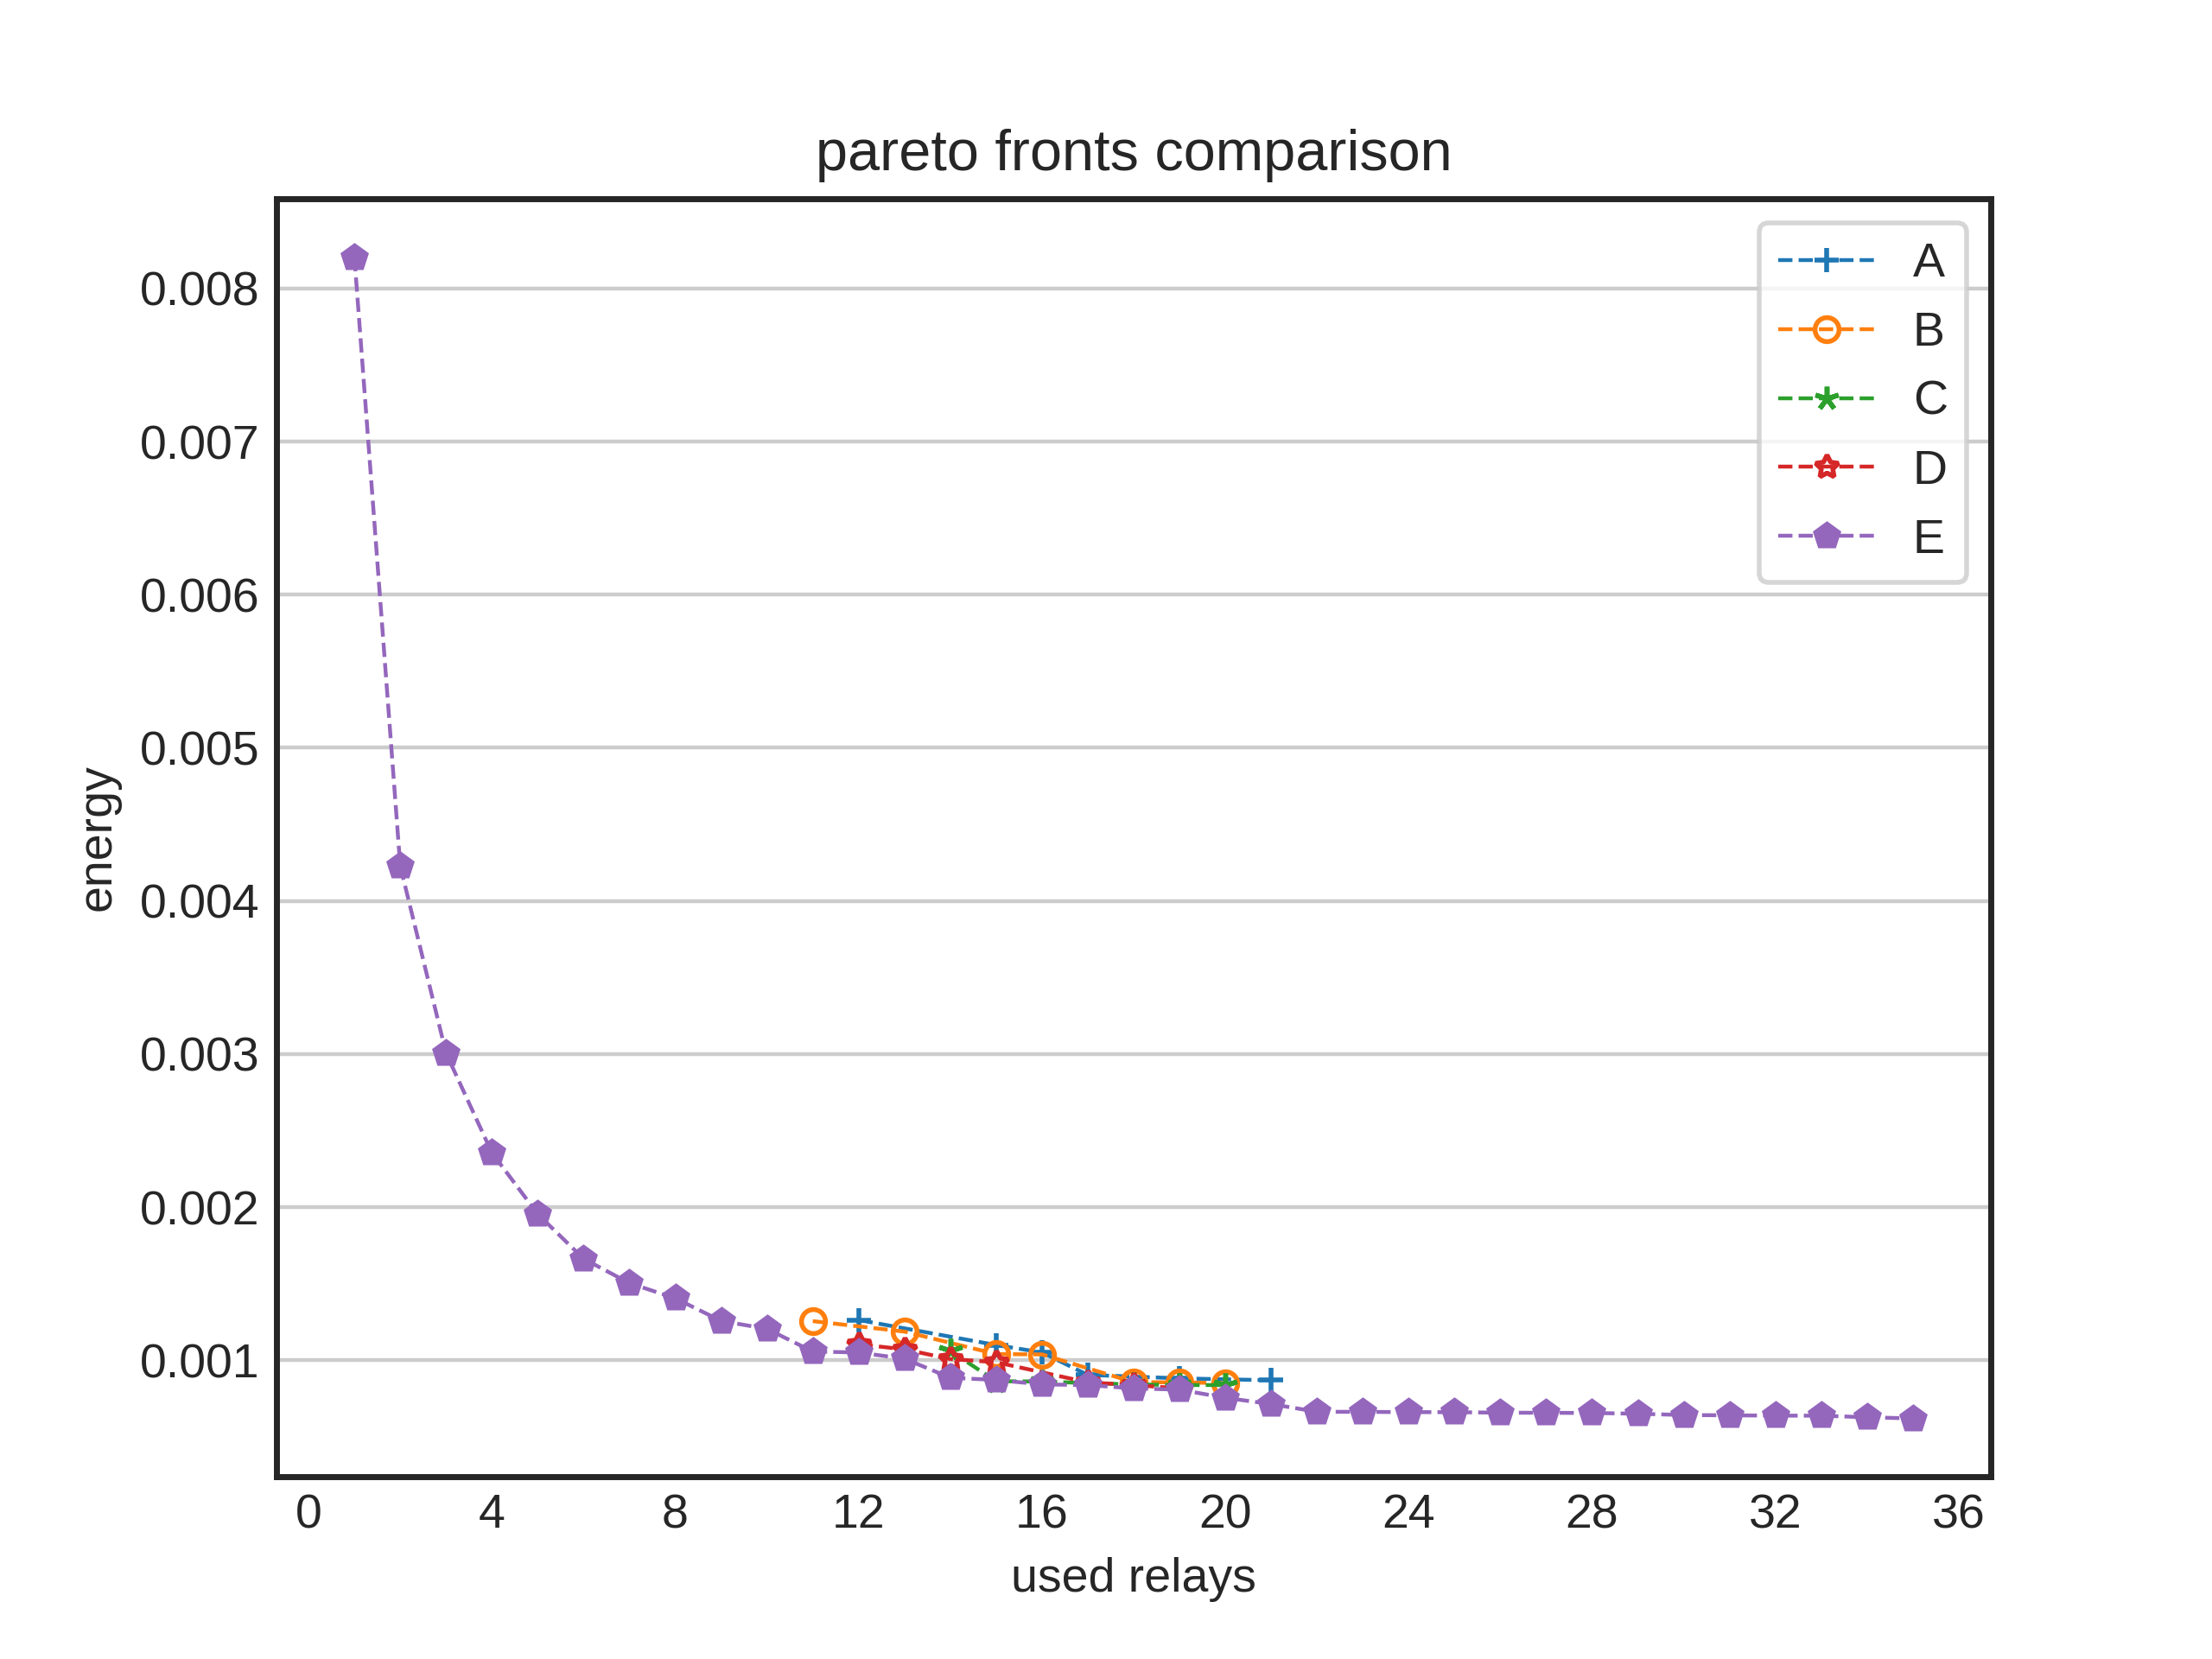 pareto fronts comparison
A
B
C
D
E
0.008
0.007
0.006
0.005
0.004
0.003
0.002
0.001
energy
0 4 8 12 16 20 24 28 32 36
used relays